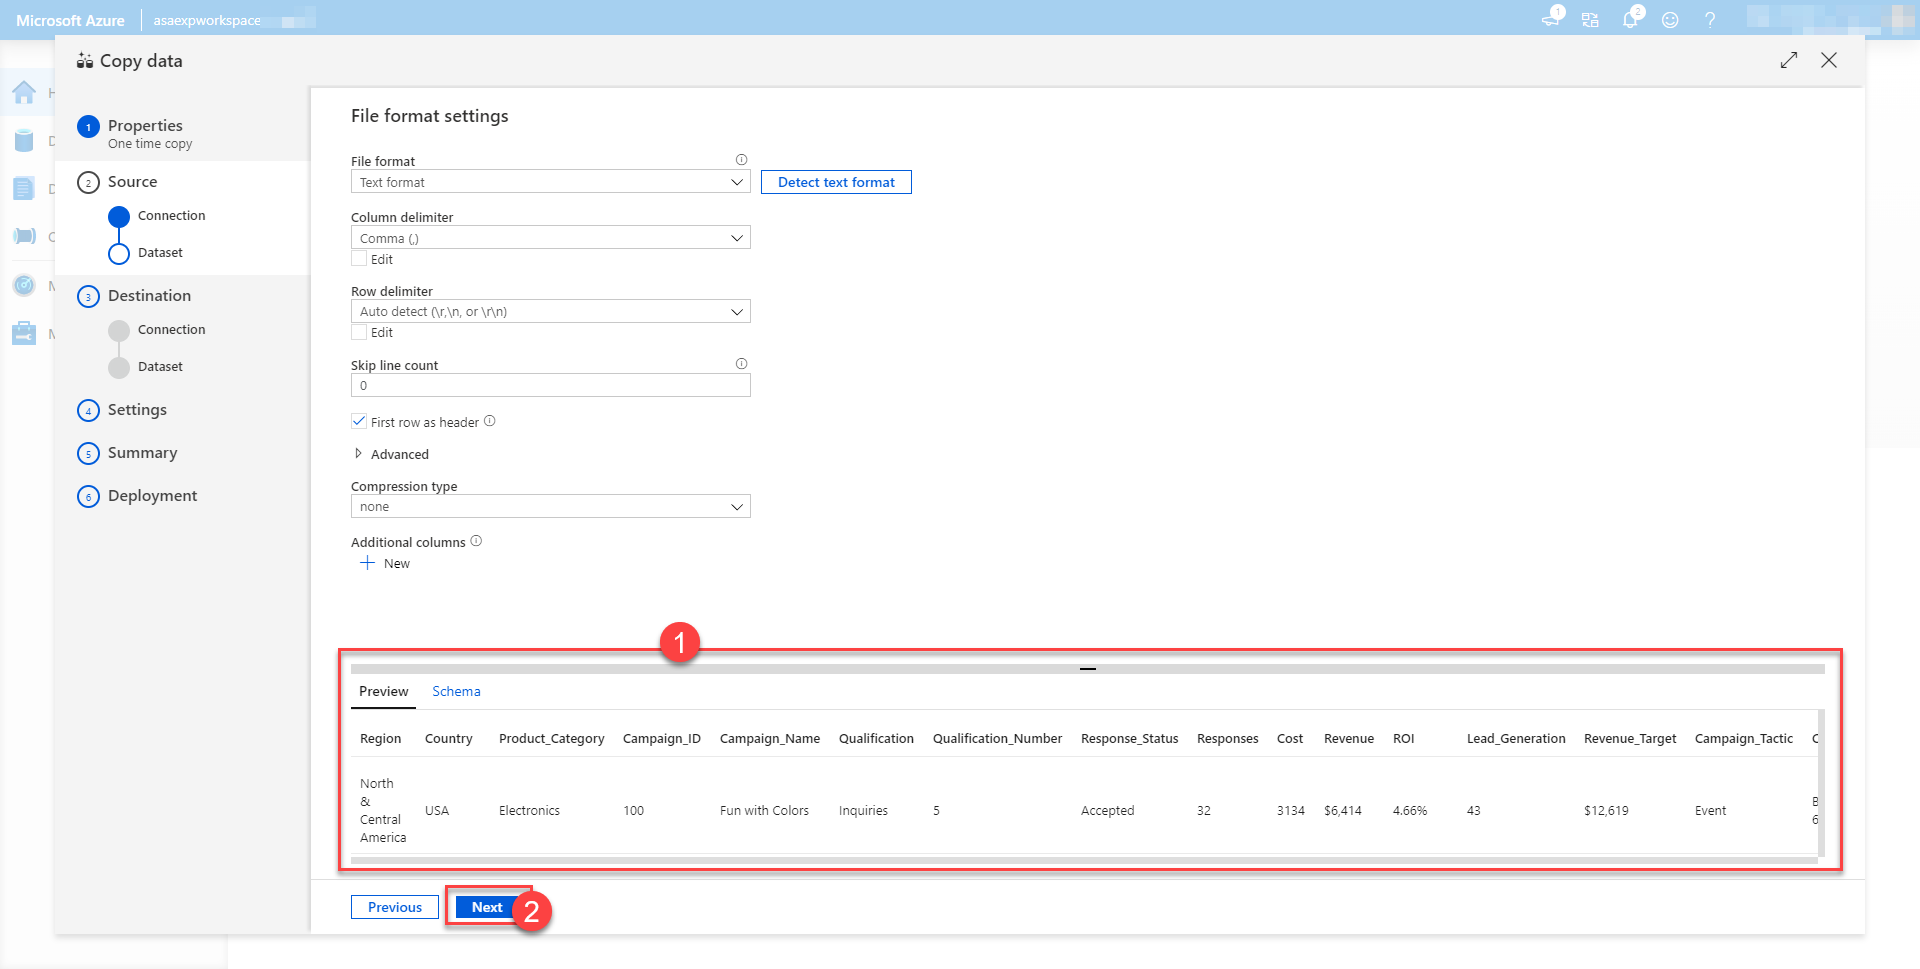 Microsoft Azure
asaexpworkspace
1
2
?
Copy data
1 Properties
One time copy
2 Source
Connection
Dataset
3 Destination
Connection
Dataset
4 Settings
5 Summary
6 Deployment
File format settings
File format
Text format
Detect text format
Column delimiter
Comma (,)
Edit
Row delimiter
Auto detect (\r,\n, or \r\n)
Edit
Skip line count
0
First row as header
Advanced
Compression type
none
Additional columns
New
1
Preview Schema
Region Country Product_Category Campaign_ID Campaign_Name Qualification Qualification_Number Response_Status Responses Cost Revenue ROI Lead_Generation Revenue_Target Campaign_Tactic
North
&
Central
America
USA Electronics 100 Fun with Colors Inquiries 5 Accepted 32 3134 $6,414 4.66% 43 $12,619 Event
Previous
Next
2